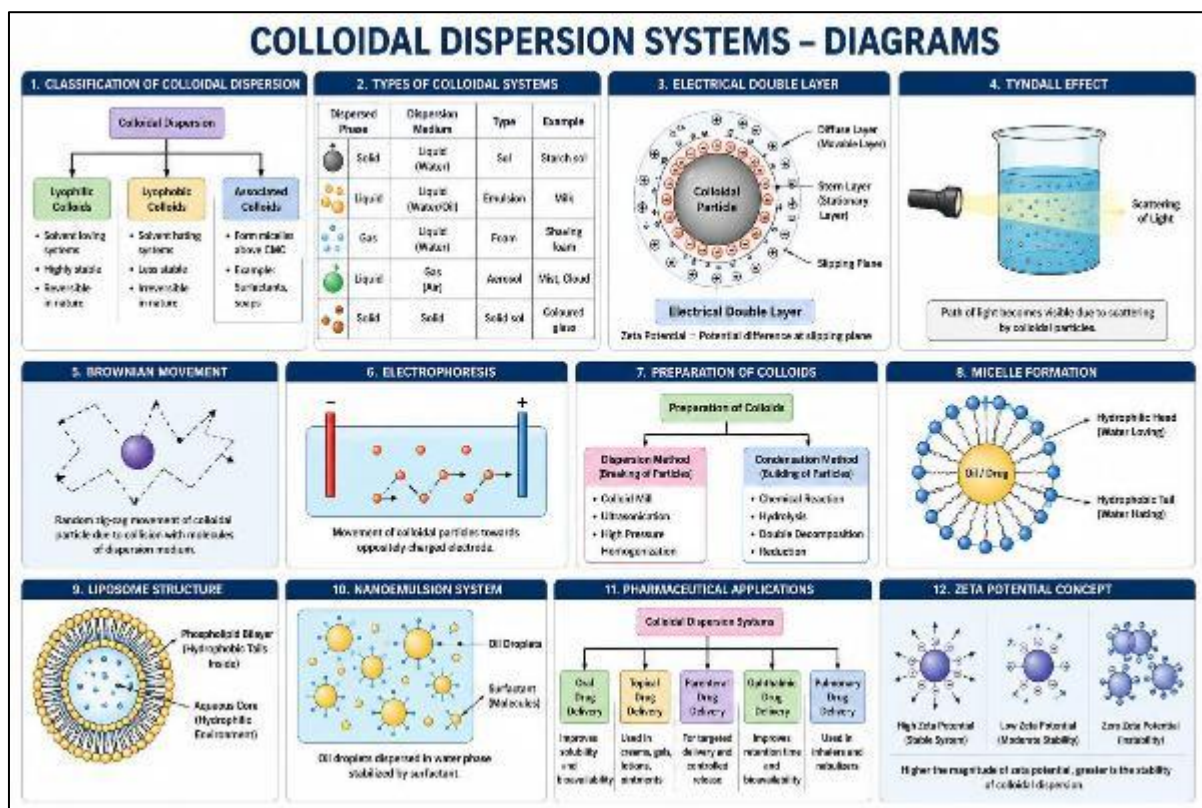 COLLOIDAL DISPERSION SYSTEMS – DIAGRAMS
1. CLASSIFICATION OF COLLOIDAL DISPERSION
Colloidal Dispersion
Lyophilic
Colloids
• Solvent loving
systems
• Highly stable
• Reversible
in nature
Lyophobic
Colloids
• Solvent hating
systems
• Less stable
• Irreversible
in nature
Associated
Colloids
• Form micelles
above CMC
• Example:
Surfactants,
soaps
2. TYPES OF COLLOIDAL SYSTEMS
Dispersed Phase Dispersion Medium Type Example
Solid Liquid (Water) Sol Starch sol
Liquid Liquid (Water/Oil) Emulsion Milk
Gas Liquid (Water) Foam Shaving foam
Liquid Gas (Air) Aerosol Mist, Cloud
Solid Solid Solid sol Coloured glass
3. ELECTRICAL DOUBLE LAYER
Colloidal
Particle
Diffuse Layer
(Movable Layer)
Stern Layer
(Stationary
Layer)
Slipping Plane
Electrical Double Layer
Zeta Potential – Potential difference at slipping plane
4. TYNDALL EFFECT
Scattering
of Light
Path of light becomes visible due to scattering
by colloidal particles.
5. BROWNIAN MOVEMENT
Random zig-zag movement of colloidal
particle due to collision with molecules
of dispersion medium.
6. ELECTROPHORESIS
– +
Movement of colloidal particles towards
oppositely charged electrode.
7. PREPARATION OF COLLOIDS
Preparation of Colloids
Dispersion Method
(Breaking of Particles)
• Colloid Mill
• Ultrasonication
• High Pressure
Homogenization
Condensation Method
(Building of Particles)
• Chemical Reaction
• Hydrolysis
• Double Decomposition
• Reduction
8. MICELLE FORMATION
Oil / Drug
Hydrophilic Head
(Water Loving)
Hydrophobic Tail
(Water Hating)
9. LIPOSOME STRUCTURE
Phospholipid Bilayer
(Hydrophobic Tails
Inside)
Aqueous Core
(Hydrophilic
Environment)
10. NANOEMULSION SYSTEM
Oil Droplets
Surfactant
(Molecules)
Oil droplets dispersed in water phase
stabilized by surfactant.
11. PHARMACEUTICAL APPLICATIONS
Colloidal Dispersion Systems
Oral
Drug
Delivery
Improves
solubility
and
bioavailability
Topical
Drug
Delivery
Used in
creams, gels,
lotions,
ointments
Parenteral
Drug
Delivery
For targeted
delivery and
controlled
release
Ophthalmic
Drug
Delivery
Improves
retention time
and
bioavailability
Pulmonary
Drug
Delivery
Used in
inhalers and
nebulizers
12. ZETA POTENTIAL CONCEPT
High Zeta Potential
(Stable System)
Low Zeta Potential
(Moderate Stability)
Zero Zeta Potential
(Instability)
Higher the magnitude of zeta potential, greater is the stability
of colloidal dispersion.